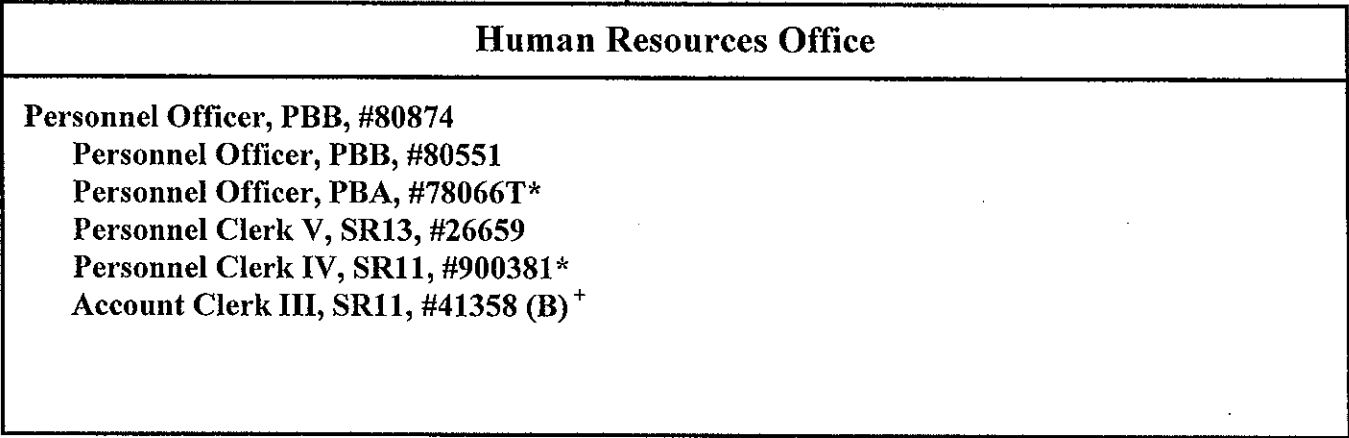 Human Resources Office
Personnel Officer, PBB, #80874
Personnel Officer, PBB, #80551
Personnel Officer, PBA, #78066T*
Personnel Clerk V, SR13, #26659
Personnel Clerk IV, SR11, #900381*
Account Clerk III, SR11, #41358 (B)+